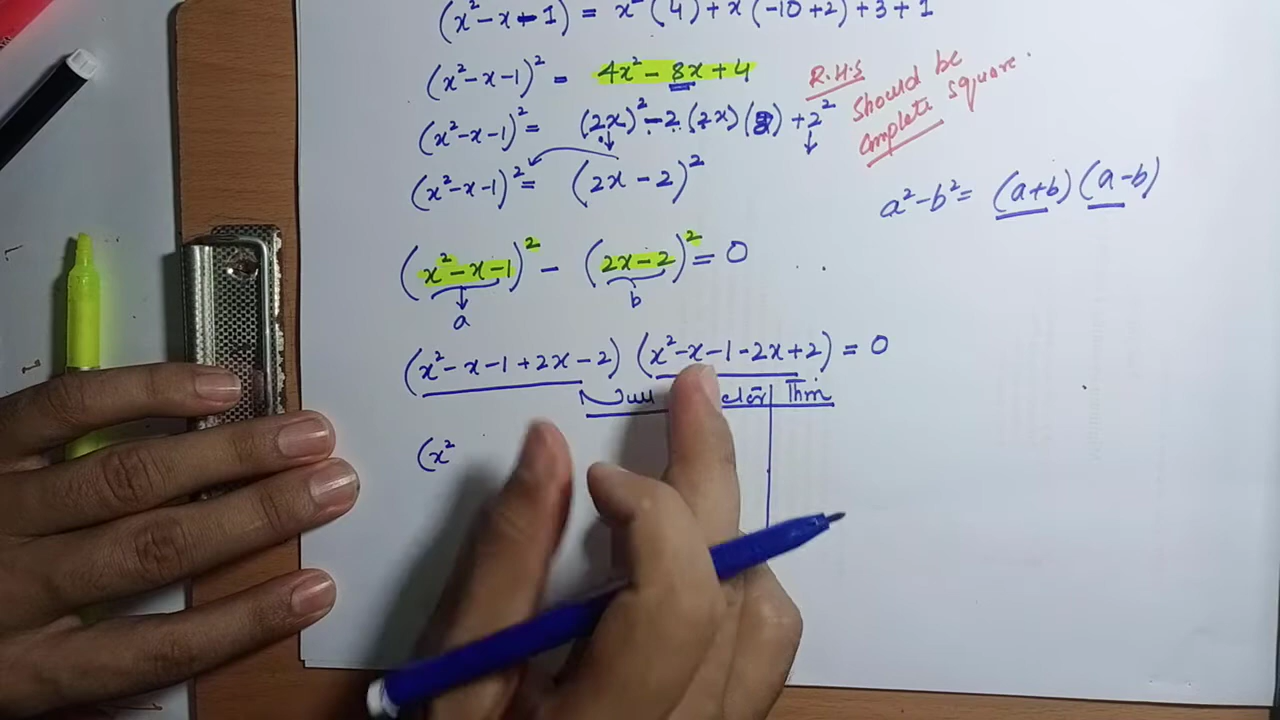 (x²-x-1) = x²(4)+x(-10+2)+3+1
(x²-x-1)² = 4x²-8x+4
R.H.S
Should be
complete square.
(x²-x-1)² = (2x)²-2(2x)(2)+2²
(x²-x-1)² = (2x-2)²
a²-b² = (a+b)(a-b)
(x²-x-1)² - (2x-2)² = 0
a
b
(x²-x-1+2x-2)(x²-x-1-2x+2) = 0
(x²